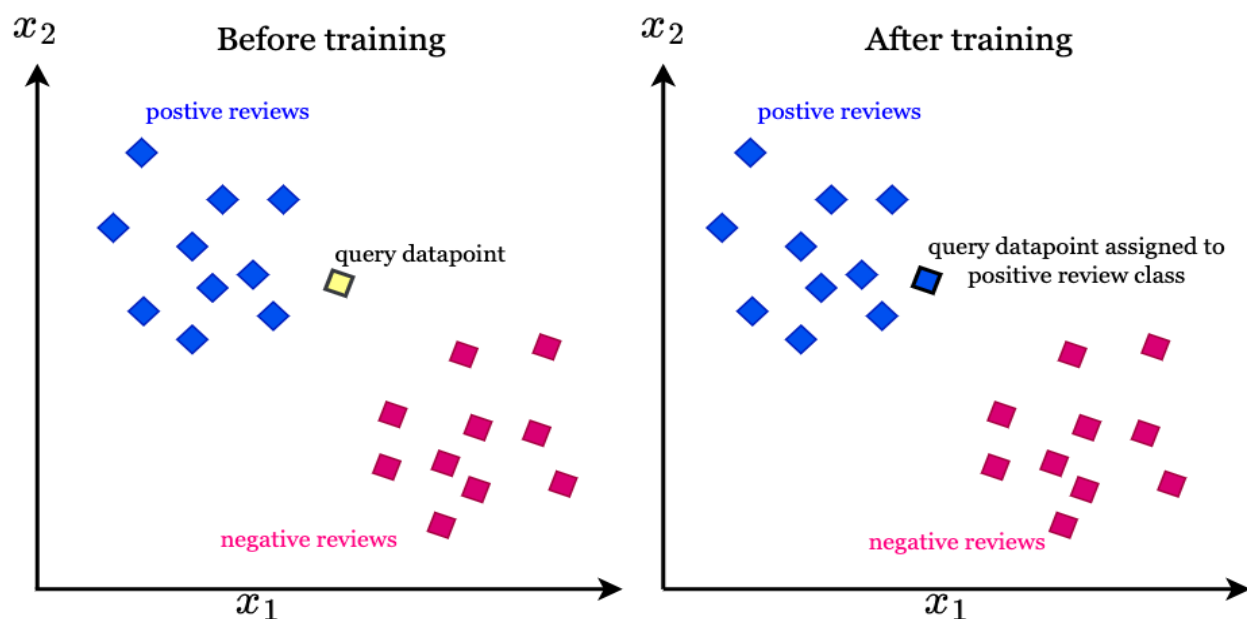 x₂
Before training
postive reviews
query datapoint
negative reviews
x₁
x₂
After training
postive reviews
query datapoint assigned to
positive review class
negative reviews
x₁